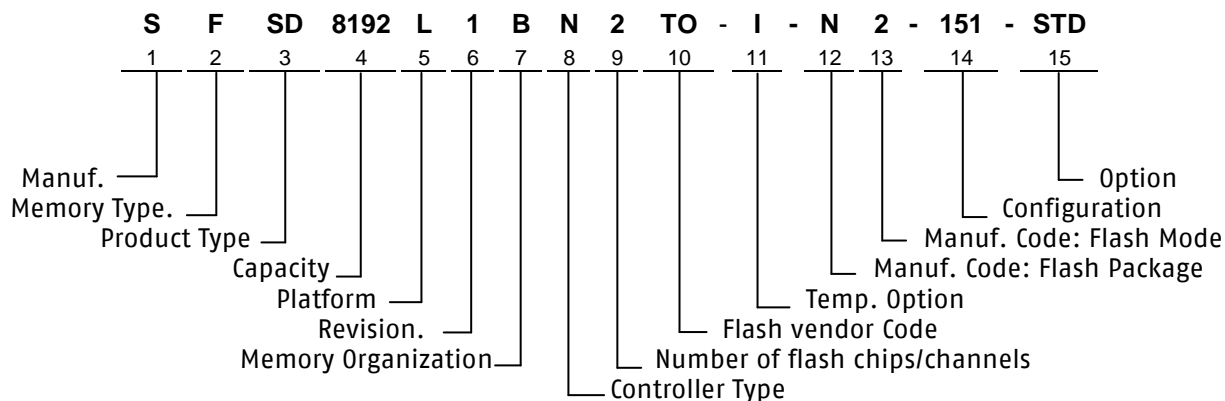 S F SD 8192 L 1 B N 2 TO - I - N 2 - 151 - STD
1 2 3 4 5 6 7 8 9 10 11 12 13 14 15
Manuf. Option
Memory Type. Configuration
Product Type Manuf. Code: Flash Mode
Capacity Manuf. Code: Flash Package
Platform Temp. Option
Revision. Flash vendor Code
Memory Organization Number of flash chips/channels
Controller Type